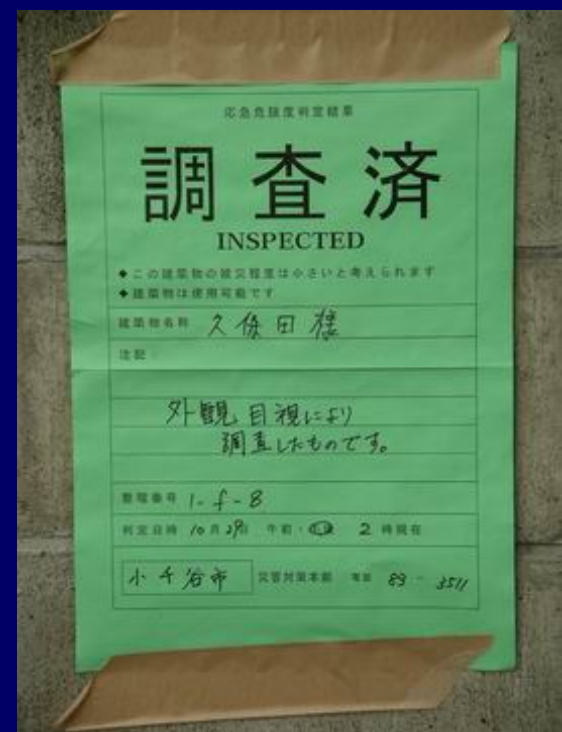 応急危険度判定結果
調査済
INSPECTED
◆この建築物の被災程度は小さいと考えられます
◆建築物は使用可能です
建築物名称 久保田様
注記:
外観目視により
調査したものです。
整理番号 1-f-8
判定日時 10月29日 午前・午後 2時現在
小千谷市 災害対策本部 電話 83-3511